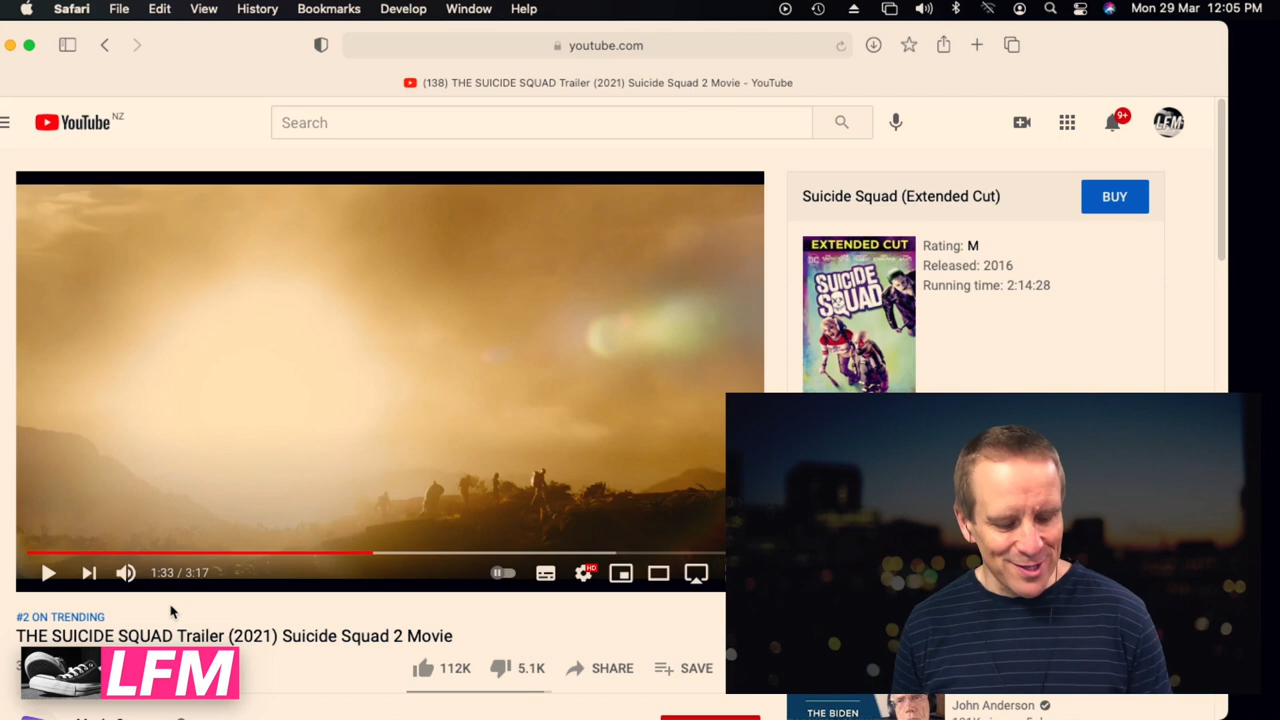 Safari File Edit View History Bookmarks Develop Window Help Mon 29 Mar 12:05 PM
youtube.com
(138) THE SUICIDE SQUAD Trailer (2021) Suicide Squad 2 Movie - YouTube
YouTube NZ
Search
9+
LFM
Suicide Squad (Extended Cut)
BUY
EXTENDED CUT
SUICIDE
SQUAD
Rating: M
Released: 2016
Running time: 2:14:28
1:33 / 3:17
HD
#2 ON TRENDING
THE SUICIDE SQUAD Trailer (2021) Suicide Squad 2 Movie
112K 5.1K SHARE SAVE
LFM
THE BIDEN
John Anderson